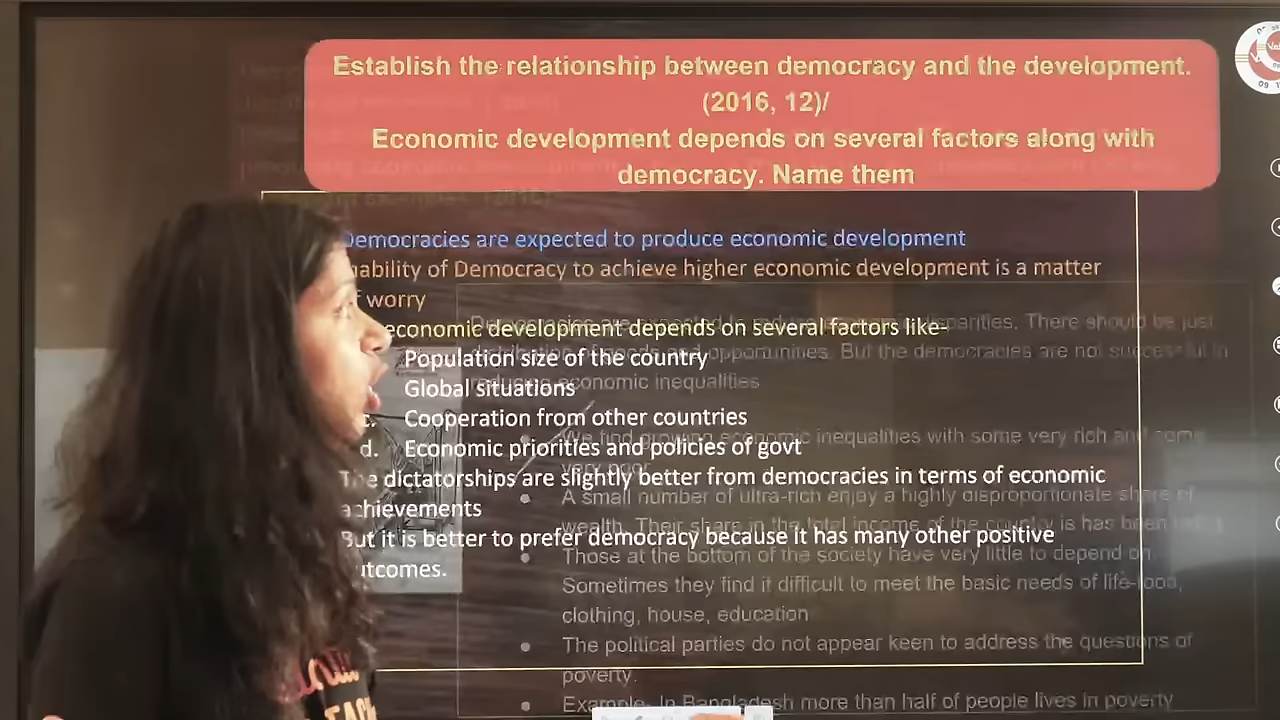 Establish the relationship between democracy and the development.
(2016, 12)/
Economic development depends on several factors along with
democracy. Name them
Democracies are expected to produce economic development
ability of Democracy to achieve higher economic development is a matter
worry
economic development depends on several factors like-
Population size of the country
Global situations
c. Cooperation from other countries
d. Economic priorities and policies of govt
The dictatorships are slightly better from democracies in terms of economic
achievements
But it is better to prefer democracy because it has many other positive
outcomes.
Democracies are expected to reduce economic disparities. There should be just
distribution of goods and opportunities. But the democracies are not successful in
reducing economic inequalities
We find growing economic inequalities with some very rich and some
very poor
A small number of ultra-rich enjoy a highly disproportionate share of
wealth. Their share in the total income of the country is has been
Those at the bottom of the society have very little to depend on.
Sometimes they find it difficult to meet the basic needs of life-food,
clothing, house, education
The political parties do not appear keen to address the questions of
poverty.
Example- In Bangladesh more than half of people lives in poverty